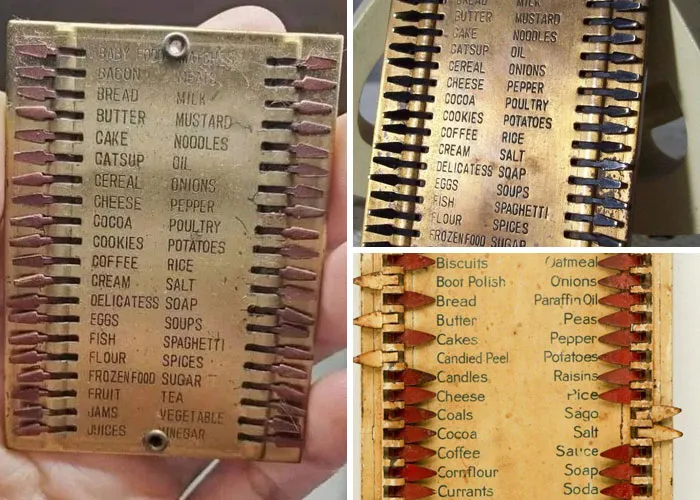 BABY FOOD MATCHES
BACON MEATS
BREAD MILK
BUTTER MUSTARD
CAKE NOODLES
CATSUP OIL
CEREAL ONIONS
CHEESE PEPPER
COCOA POULTRY
COOKIES POTATOES
COFFEE RICE
CREAM SALT
DELICATESS SOAP
EGGS SOUPS
FISH SPAGHETTI
FLOUR SPICES
FROZEN FOOD SUGAR
FRUIT TEA
JAMS VEGETABLE
JUICES VINEGAR
BREAD MILK
BUTTER MUSTARD
CAKE NOODLES
CATSUP OIL
CEREAL ONIONS
CHEESE PEPPER
COCOA POULTRY
COOKIES POTATOES
COFFEE RICE
CREAM SALT
DELICATESS SOAP
EGGS SOUPS
FISH SPAGHETTI
FLOUR SPICES
FROZEN FOOD SUGAR
Biscuits Oatmeal
Boot Polish Onions
Bread Paraffin Oil
Butter Peas
Cakes Pepper
Candied Peel Potatoes
Candles Raisins
Cheese Rice
Coals Sago
Cocoa Salt
Coffee Sauce
Cornflour Soap
Currants Soda